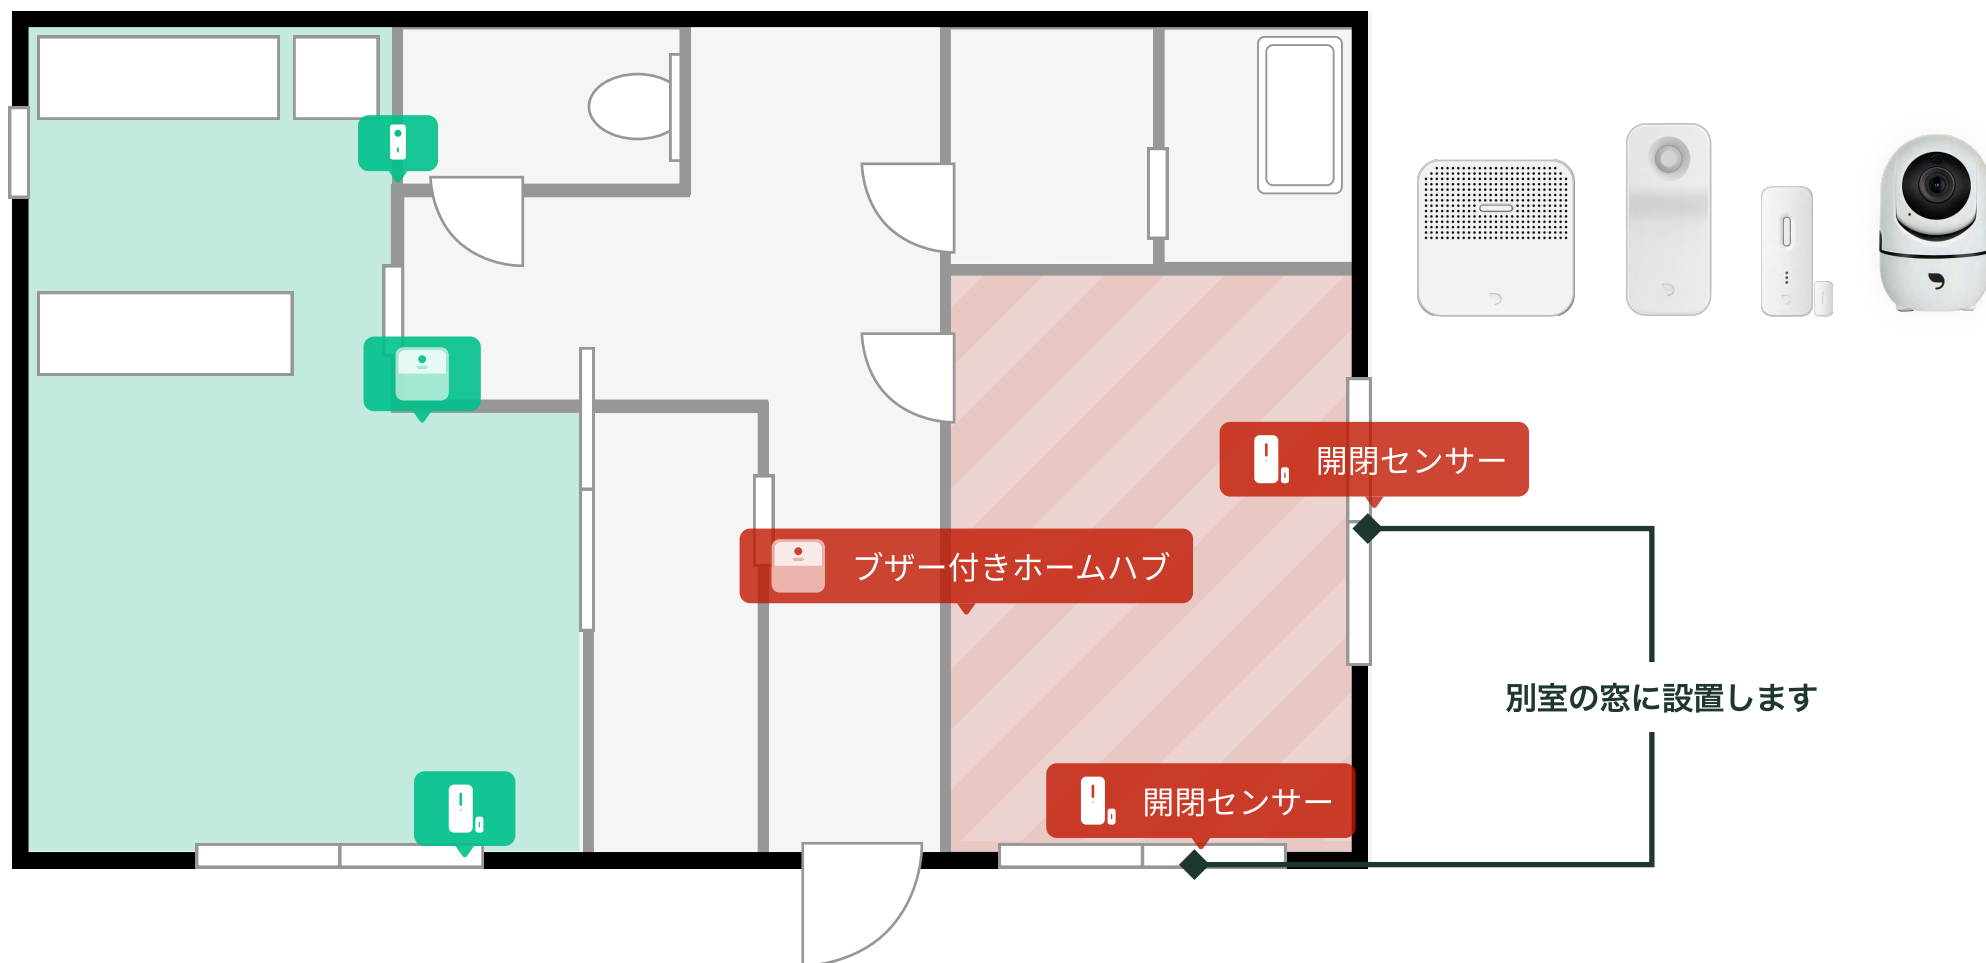 開閉センサー
ブザー付きホームハブ
別室の窓に設置します
開閉センサー